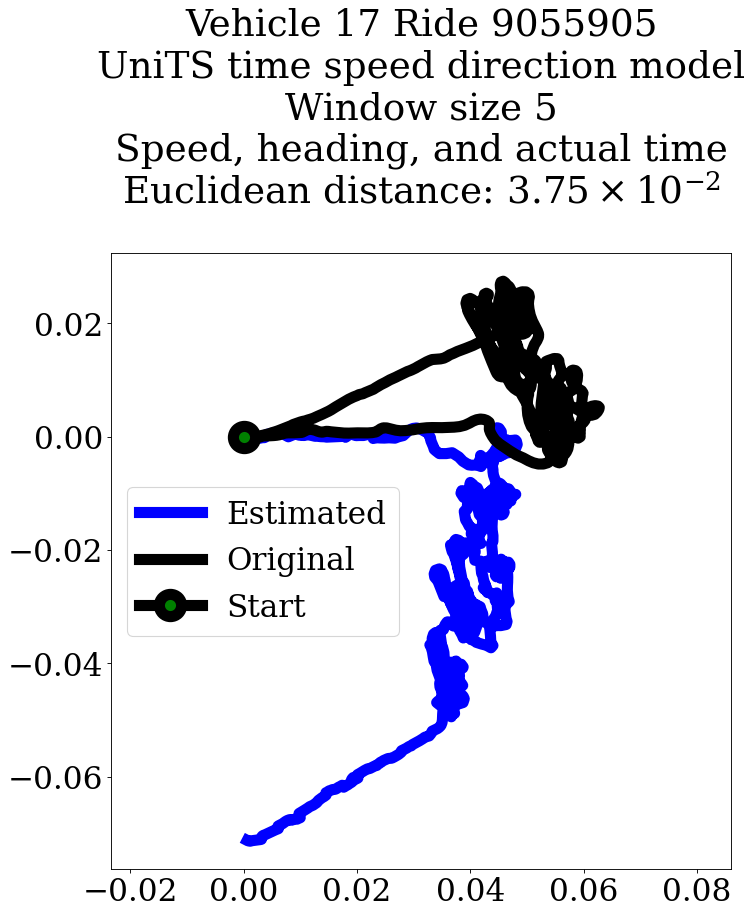 Vehicle 17 Ride 9055905
UniTS time speed direction model
Window size 5
Speed, heading, and actual time
Euclidean distance: 3.75 × 10⁻²
0.02
0.00
−0.02
−0.04
−0.06
Estimated
Original
Start
−0.02 0.00 0.02 0.04 0.06 0.08